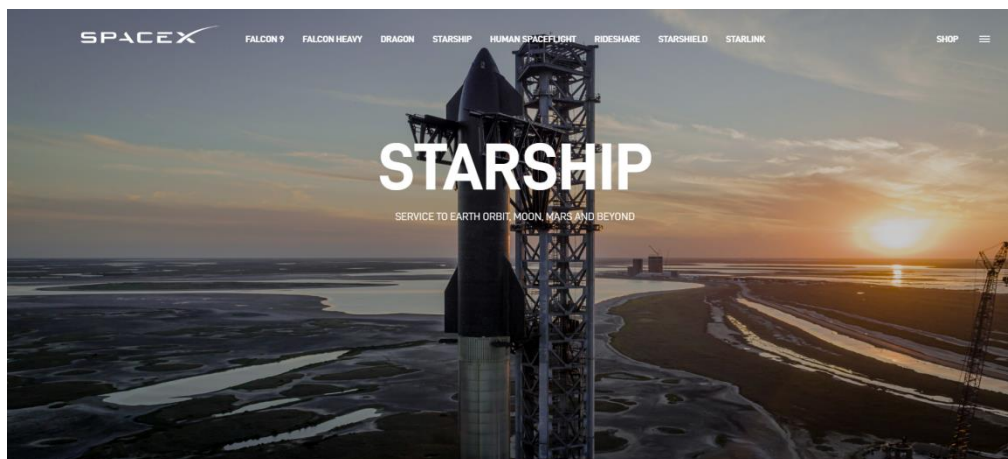 SPACEX FALCON 9 FALCON HEAVY DRAGON STARSHIP HUMAN SPACEFLIGHT RIDESHARE STARSHIELD STARLINK SHOP
STARSHIP
SERVICE TO EARTH ORBIT, MOON, MARS AND BEYOND